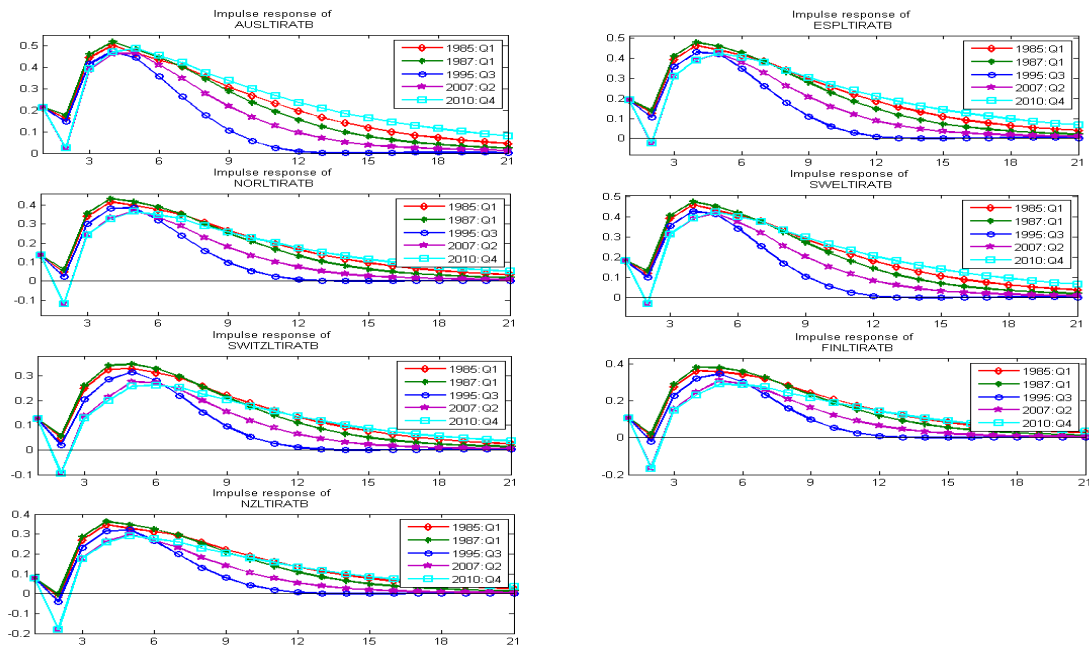 Impulse response of
AUSLTIRATB
0.5
0.4
0.3
0.2
0.1
0
3 6 9 12 15 18 21
1985:Q1
1987:Q1
1995:Q3
2007:Q2
2010:Q4
Impulse response of
ESPLTIRATB
0.5
0.4
0.3
0.2
0.1
0
3 6 9 12 15 18 21
1985:Q1
1987:Q1
1995:Q3
2007:Q2
2010:Q4
Impulse response of
NORLTIRATB
0.4
0.3
0.2
0.1
0
-0.1
3 6 9 12 15 18 21
1985:Q1
1987:Q1
1995:Q3
2007:Q2
2010:Q4
Impulse response of
SWELTIRATB
0.5
0.4
0.3
0.2
0.1
0
3 6 9 12 15 18 21
1985:Q1
1987:Q1
1995:Q3
2007:Q2
2010:Q4
Impulse response of
SWITZLTIRATB
0.3
0.2
0.1
0
-0.1
3 6 9 12 15 18 21
1985:Q1
1987:Q1
1995:Q3
2007:Q2
2010:Q4
Impulse response of
FINLTIRATB
0.4
0.2
0
-0.2
3 6 9 12 15 18 21
1985:Q1
1987:Q1
1995:Q3
2007:Q2
2010:Q4
Impulse response of
NZLTIRATB
0.4
0.3
0.2
0.1
0
-0.1
-0.2
3 6 9 12 15 18 21
1985:Q1
1987:Q1
1995:Q3
2007:Q2
2010:Q4